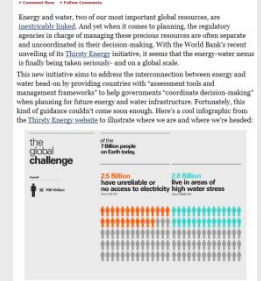 + Comment Now + Follow Comments
Energy and water, two of our most important global resources, are
inextricably linked. And yet when it comes to planning, the regulatory
agencies in charge of managing these precious resources are often separate
and uncoordinated in their decision-making. With the World Bank's recent
unveiling of its Thirsty Energy initiative, it seems that the energy-water nexus
is finally being taken seriously- and on a global scale.
This new initiative aims to address the interconnection between energy and
water head-on by providing countries with "assessment tools and
management frameworks" to help governments "coordinate decision-making"
when planning for future energy and water infrastructure. Fortunately, this
kind of guidance couldn't come soon enough. Here's a cool infographic from
the Thirsty Energy website to illustrate where we are and where we're headed:
the
global
challenge
of the
7 Billion people
on Earth today,
2.5 Billion
have unreliable or
no access to electricity
2.8 Billion
live in areas of
high water stress
100 Million